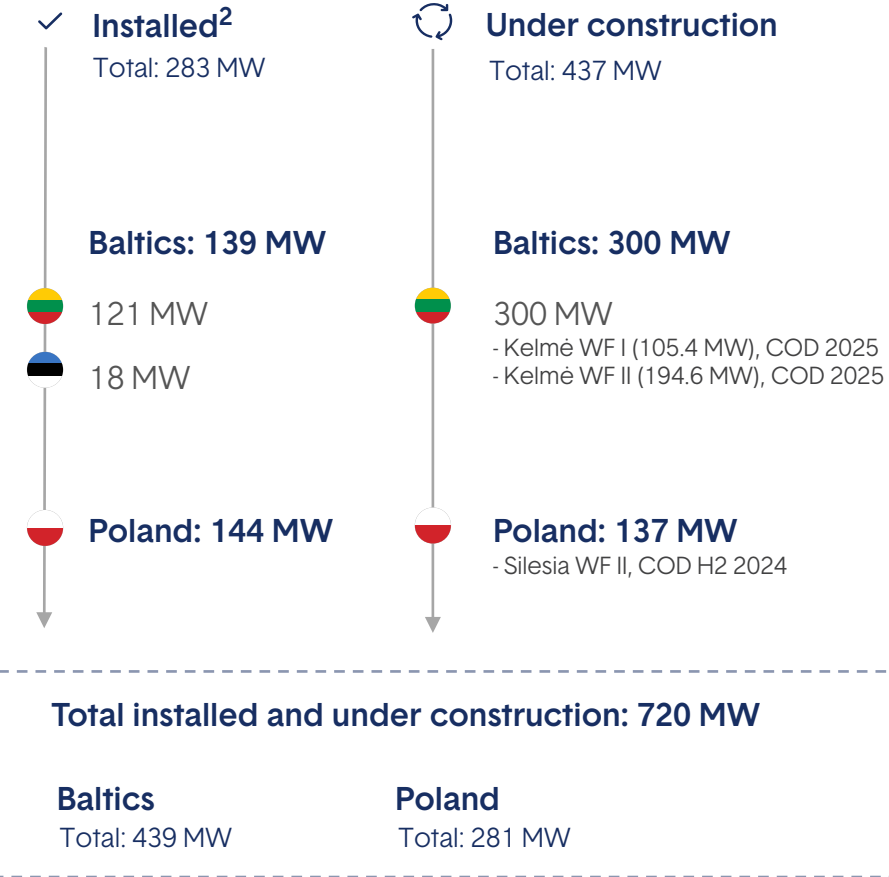 Installed²
Total: 283 MW
Baltics: 139 MW
121 MW
18 MW
Poland: 144 MW
Under construction
Total: 437 MW
Baltics: 300 MW
300 MW
- Kelmė WF I (105.4 MW), COD 2025
- Kelmė WF II (194.6 MW), COD 2025
Poland: 137 MW
- Silesia WF II, COD H2 2024
Total installed and under construction: 720 MW
Baltics
Total: 439 MW
Poland
Total: 281 MW